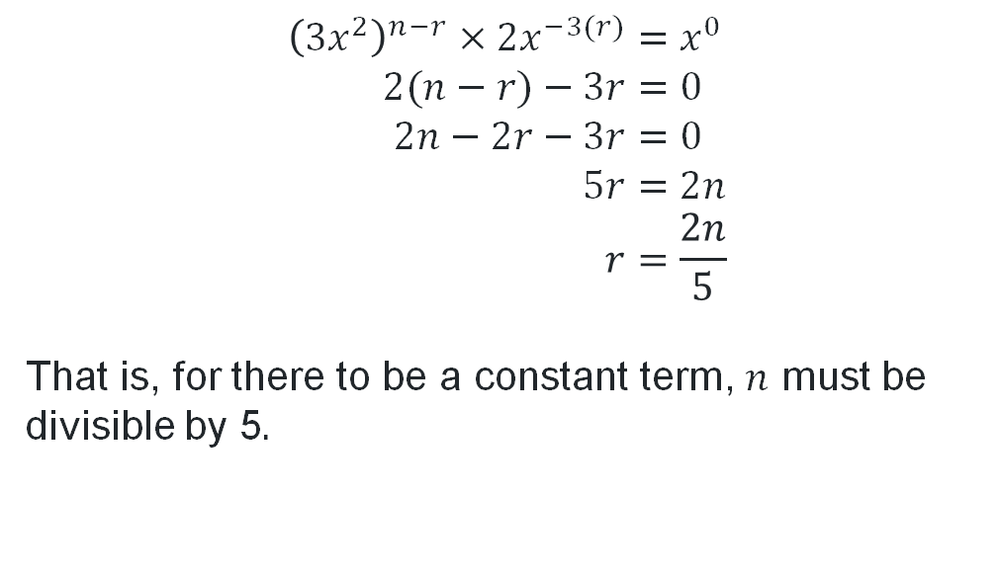 (3x²)ⁿ⁻ʳ × 2x⁻³⁽ʳ⁾ = x⁰
2(n − r) − 3r = 0
2n − 2r − 3r = 0
5r = 2n
r = 2n/5
That is, for there to be a constant term, n must be
divisible by 5.